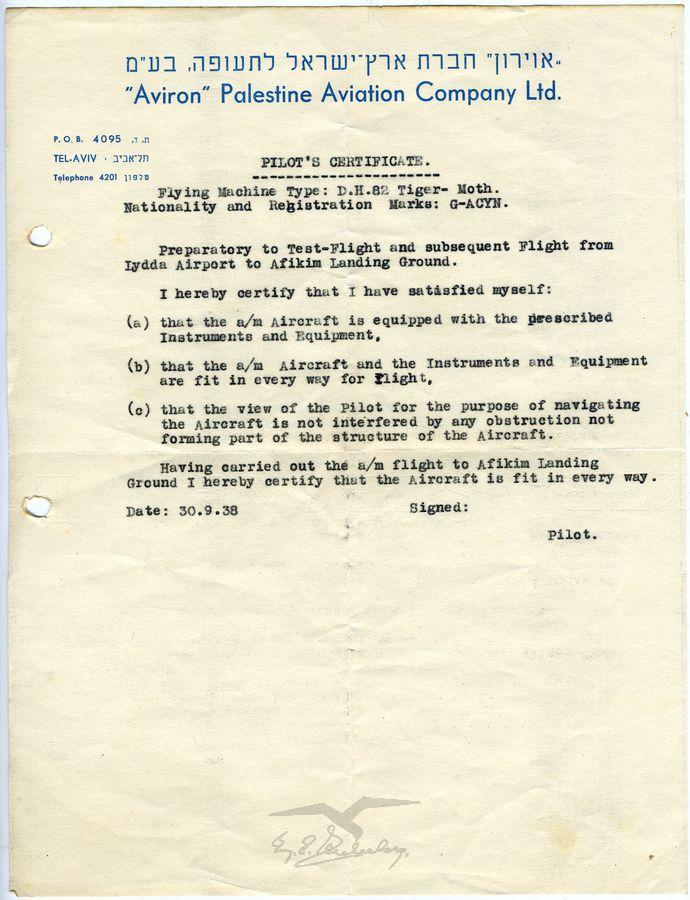 "אוירון" חברת ארץ־ישראל לתעופה, בע"מ
"Aviron" Palestine Aviation Company Ltd.
P.O.B. 4095 ת.ד.
TEL-AVIV · תל־אביב
Telephone 4201 טלפון
PILOT'S CERTIFICATE.
Flying Machine Type: D.H.82 Tiger- Moth.
Nationality and Registration Marks: G-ACYN.
Preparatory to Test-Flight and subsequent Flight from
Lydda Airport to Afikim Landing Ground.
I hereby certify that I have satisfied myself:
(a) that the a/m Aircraft is equipped with the prescribed
Instruments and Equipment,
(b) that the a/m Aircraft and the Instruments and Equipment
are fit in every way for flight,
(c) that the view of the Pilot for the purpose of navigating
the Aircraft is not interfered by any obstruction not
forming part of the structure of the Aircraft.
Having carried out the a/m flight to Afikim Landing
Ground I hereby certify that the Aircraft is fit in every way.
Date: 30.9.38 Signed:
Pilot.